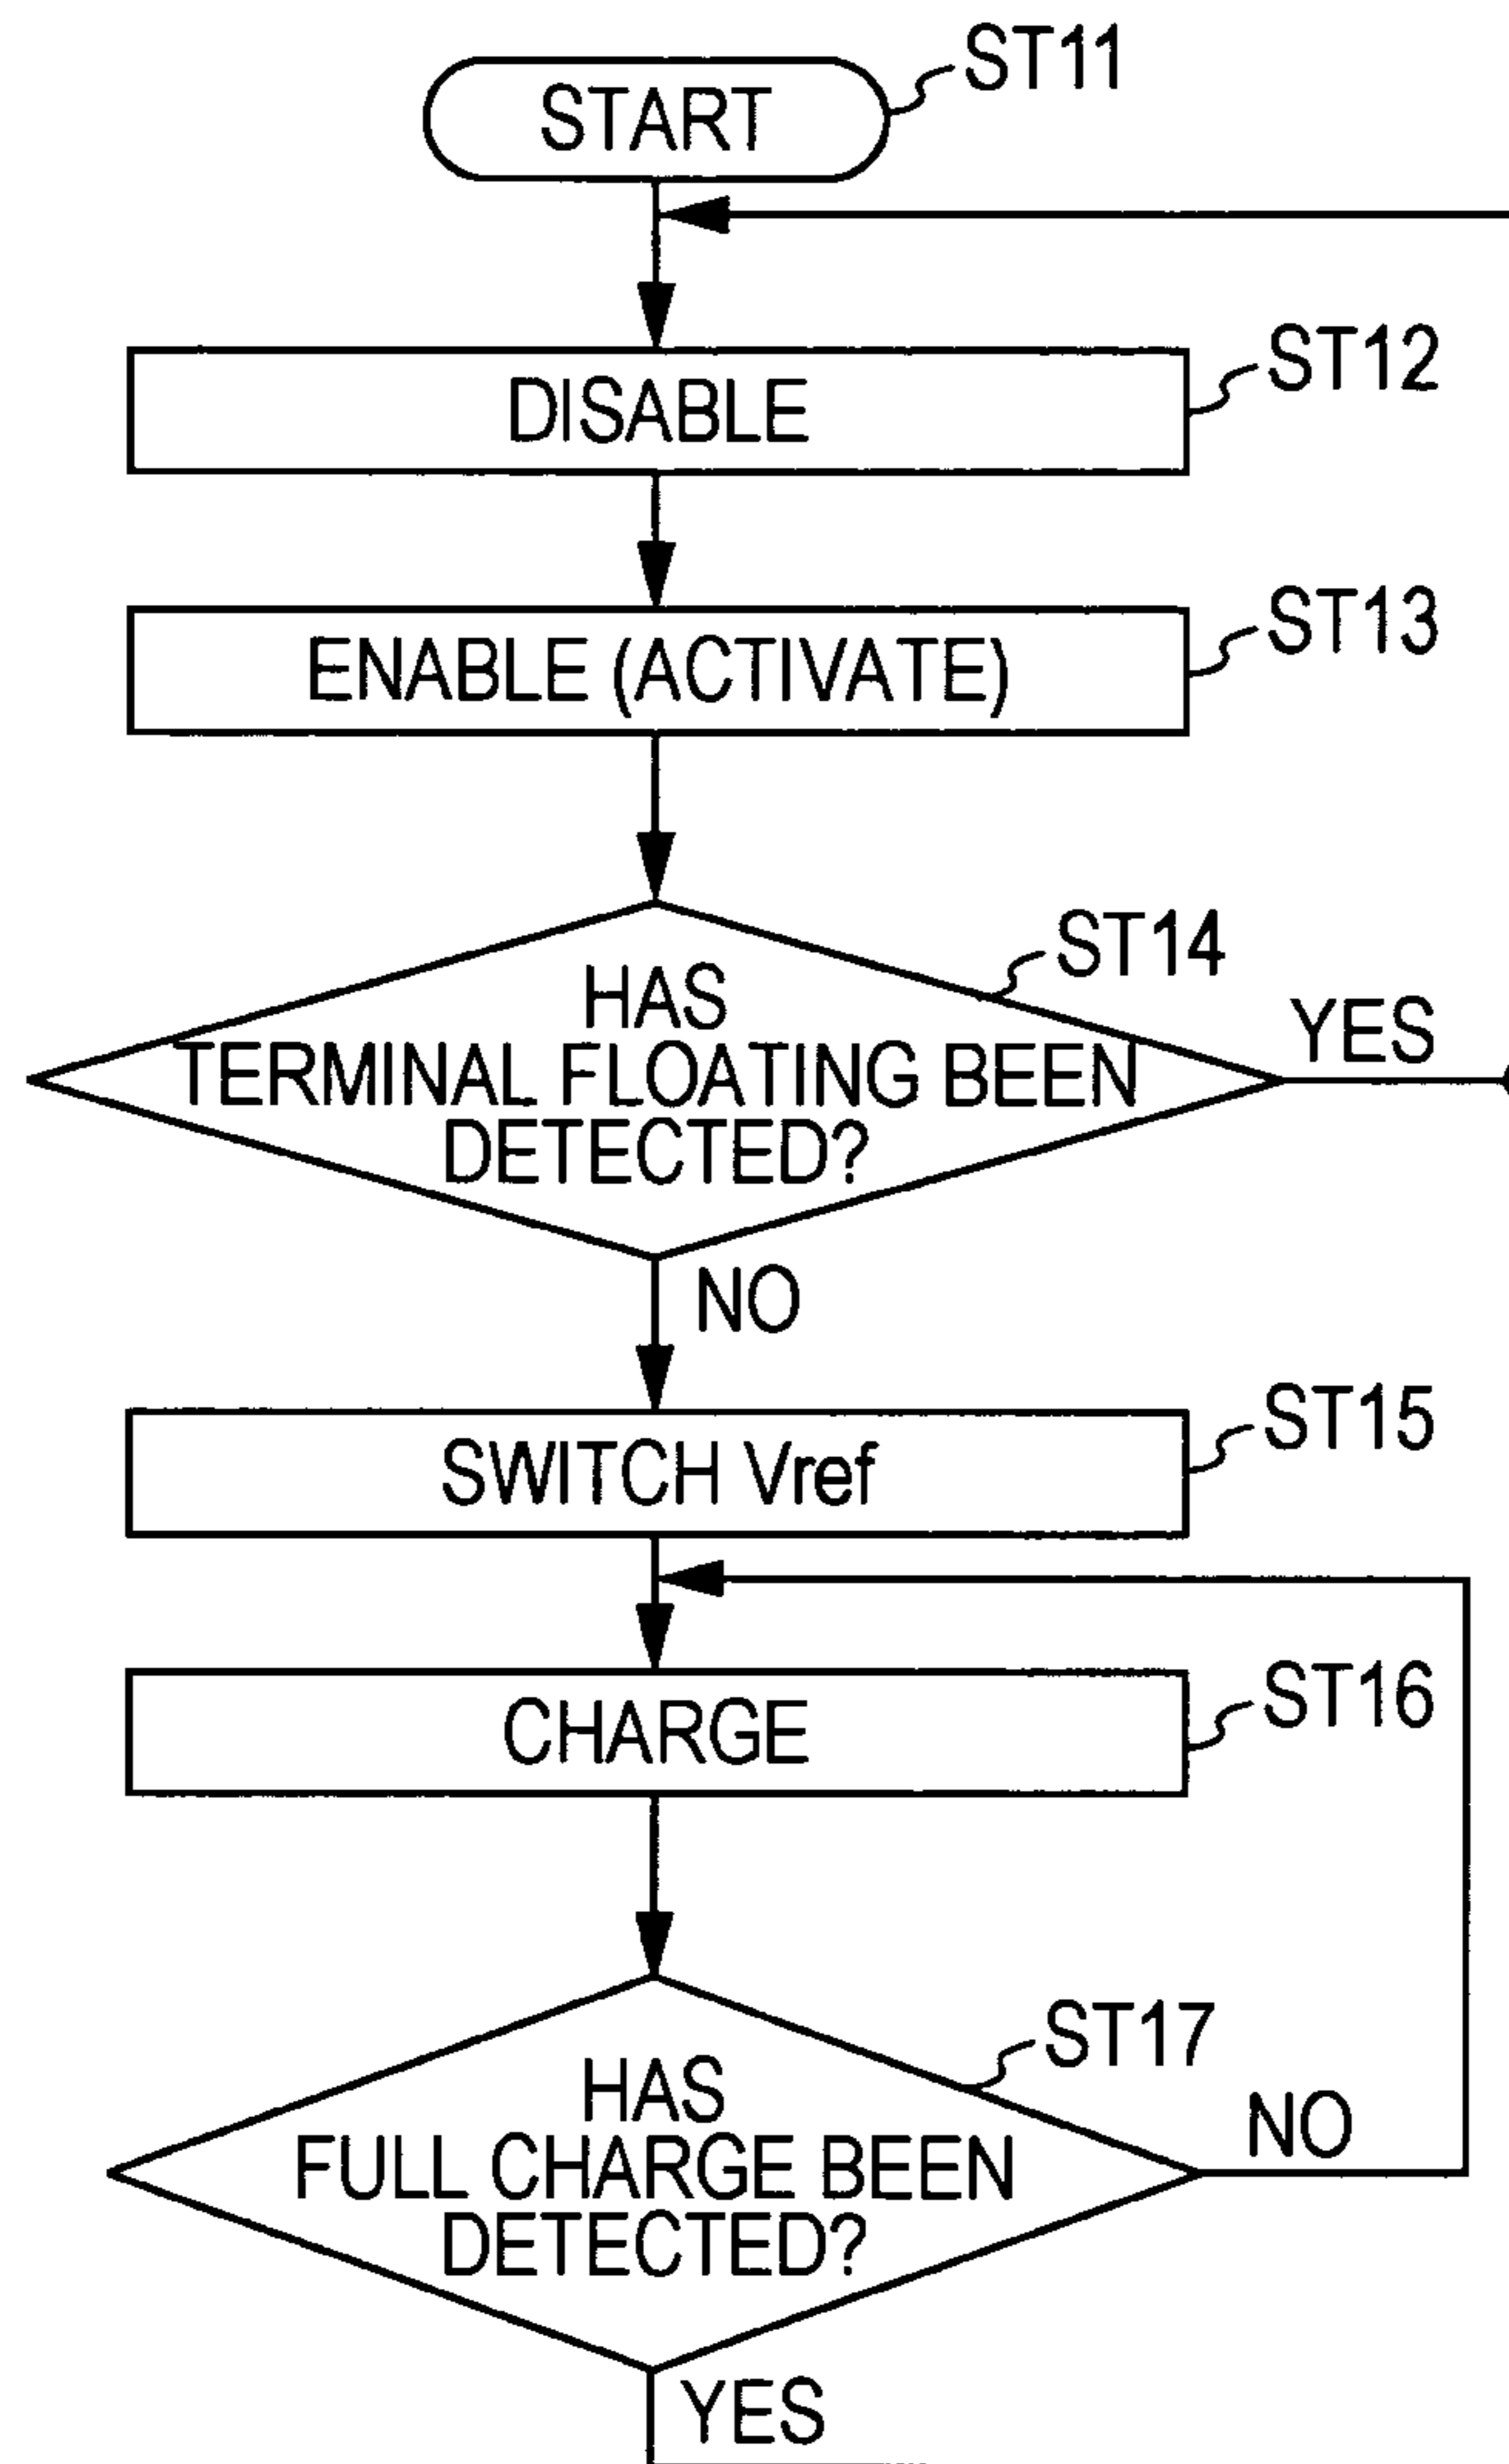 START
ST11
DISABLE
ST12
ENABLE (ACTIVATE)
ST13
ST14
HAS
TERMINAL FLOATING BEEN
DETECTED?
YES
NO
SWITCH Vref
ST15
CHARGE
ST16
ST17
HAS
FULL CHARGE BEEN
DETECTED?
NO
YES